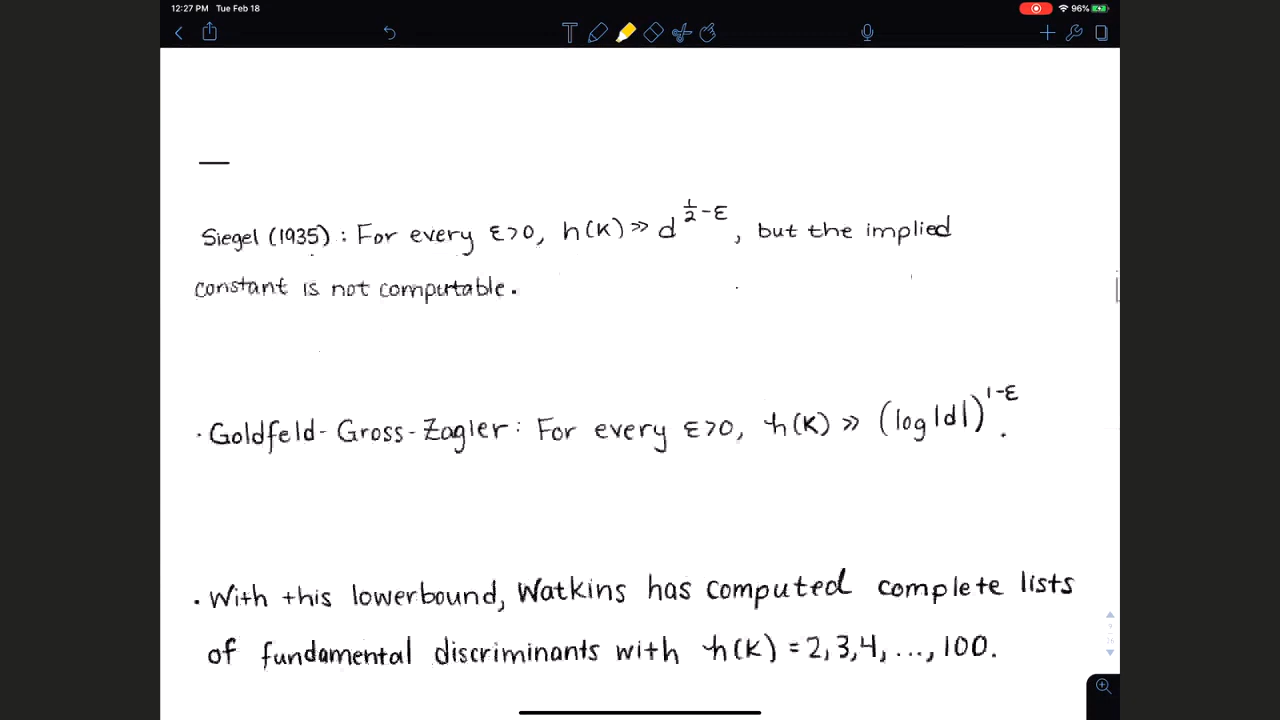 12:27 PM Tue Feb 18
96%
Siegel (1935) : For every ε>0, h(K) >> d^{1/2-ε}, but the implied
constant is not computable.
· Goldfeld-Gross-Zagler: For every ε>0, h(K) >> (log|d|)^{1-ε}.
· With this lowerbound, Watkins has computed complete lists
of fundamental discriminants with h(K) = 2,3,4, ..., 100.